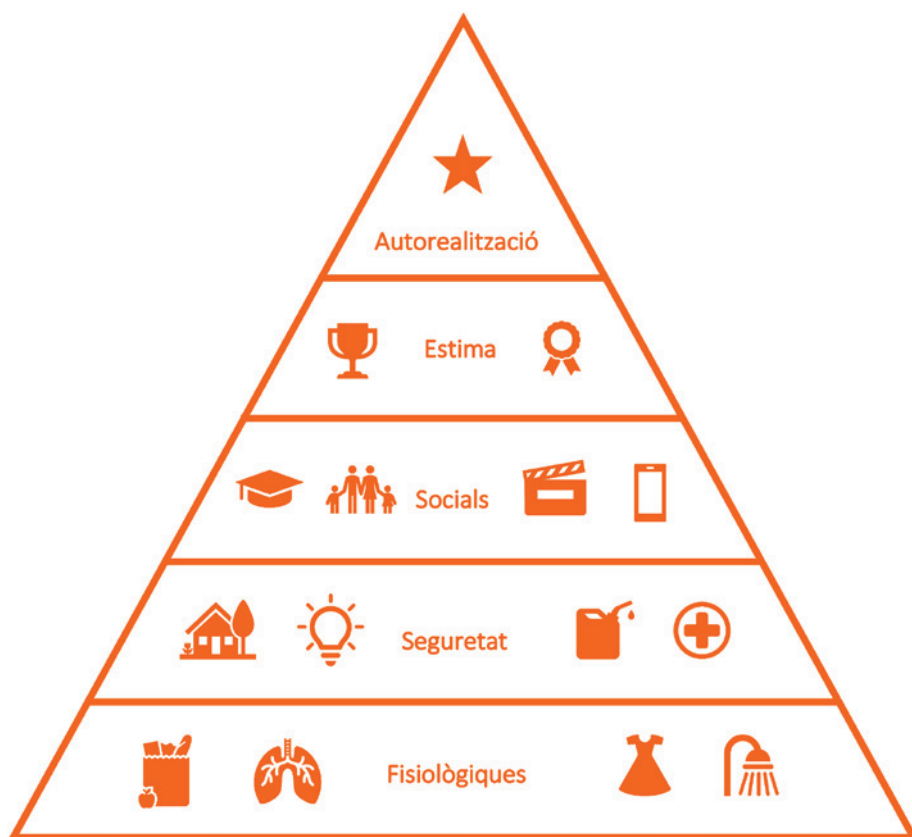 Autorealització
Estima
Socials
Seguretat
Fisiològiques